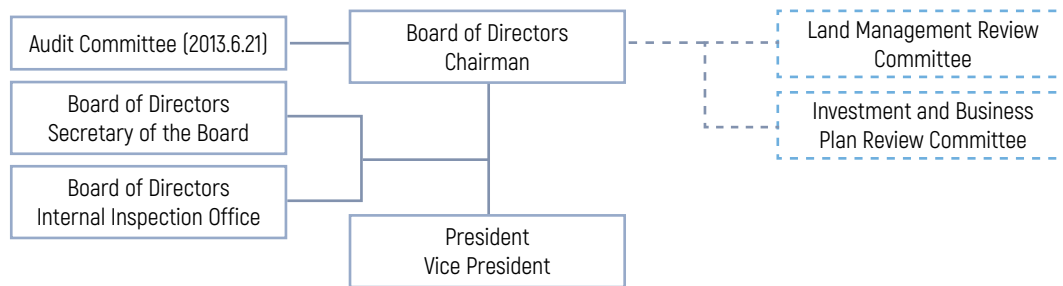 Audit Committee (2013.6.21)
Board of Directors
Chairman
Land Management Review
Committee
Board of Directors
Secretary of the Board
Investment and Business
Plan Review Committee
Board of Directors
Internal Inspection Office
President
Vice President